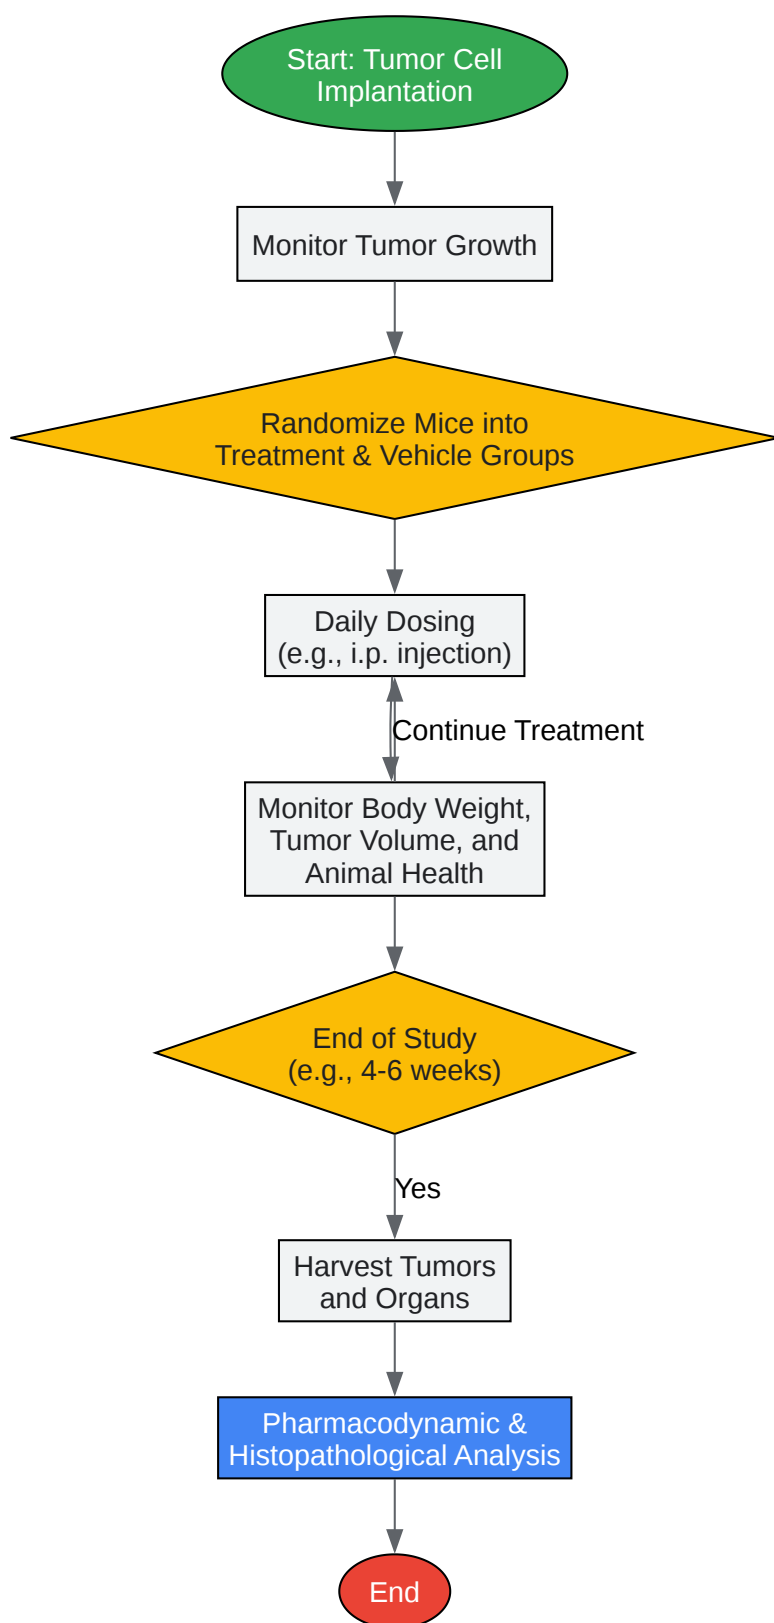 Start: Tumor Cell
Implantation
Monitor Tumor Growth
Randomize Mice into
Treatment & Vehicle Groups
Daily Dosing
(e.g., i.p. injection)
Continue Treatment
Monitor Body Weight,
Tumor Volume, and
Animal Health
End of Study
(e.g., 4-6 weeks)
Yes
Harvest Tumors
and Organs
Pharmacodynamic &
Histopathological Analysis
End